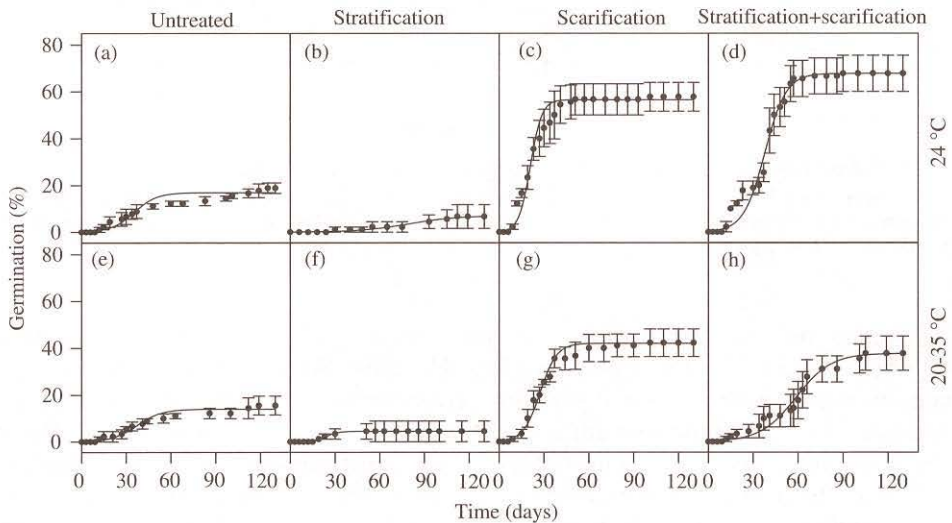 Untreated Stratification Scarification Stratification+scarification
80 (a) (b) (c) (d)
60
40
20
0
24 °C
80 (e) (f) (g) (h)
60
40
20
0
20-35 °C
Germination (%)
0 30 60 90 120 0 30 60 90 120 0 30 60 90 120 0 30 60 90 120
Time (days)